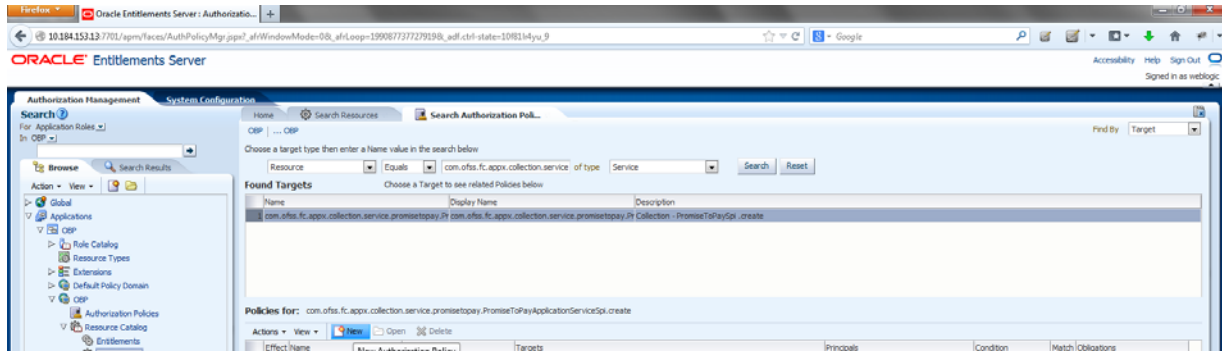 Firefox
Oracle Entitlements Server : Authorizatio...
10.184.153.13:7701/apm/faces/AuthPolicyMgr.jspx?_afrWindowMode=0&_afrLoop=1990877377279198&_adf.ctrl-state=10f81li4yu_9
Google
ORACLE Entitlements Server
Accessibility Help Sign Out
Signed in as weblogic
Authorization Management System Configuration
Search
For Application Roles
In OBP
Browse Search Results
Action View
Global
Applications
OBP
Role Catalog
Resource Types
Extensions
Default Policy Domain
OBP
Authorization Policies
Resource Catalog
Entitlements
Home Search Resources Search Authorization Poli...
OBP | ... OBP
Find By Target
Choose a target type then enter a Name value in the search below
Resource Equals com.ofss.fc.appx.collection.service of type Service Search Reset
Found Targets Choose a Target to see related Policies below
Name Display Name Description
1 com.ofss.fc.appx.collection.service.promisetopay.Pr com.ofss.fc.appx.collection.service.promisetopay.Pr Collection - PromiseToPaySpi .create
Policies for: com.ofss.fc.appx.collection.service.promisetopay.PromiseToPayApplicationServiceSpi.create
Actions View New Open Delete
Effect Name Targets Principals Condition Match Obligations
New Authorization Policy